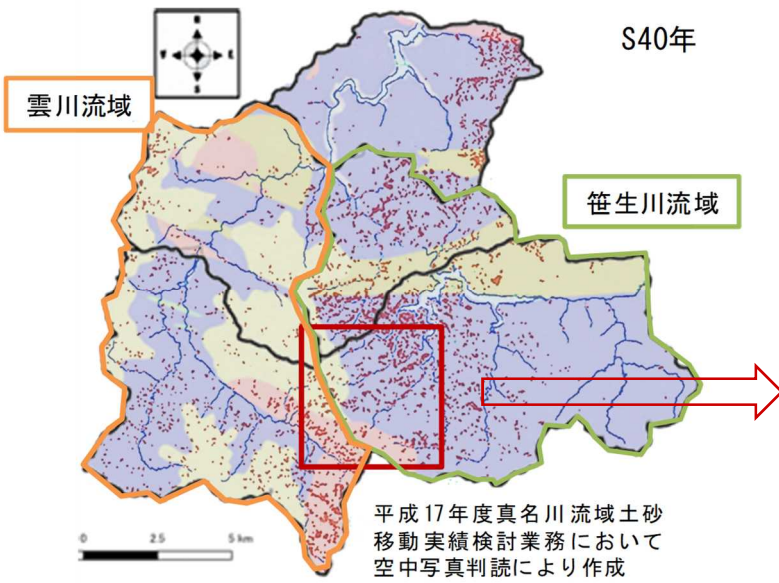 S40年
N
W
E
S
雲川流域
笹生川流域
平成17年度真名川流域土砂
移動実績検討業務において
空中写真判読により作成
0
2.5
5 km